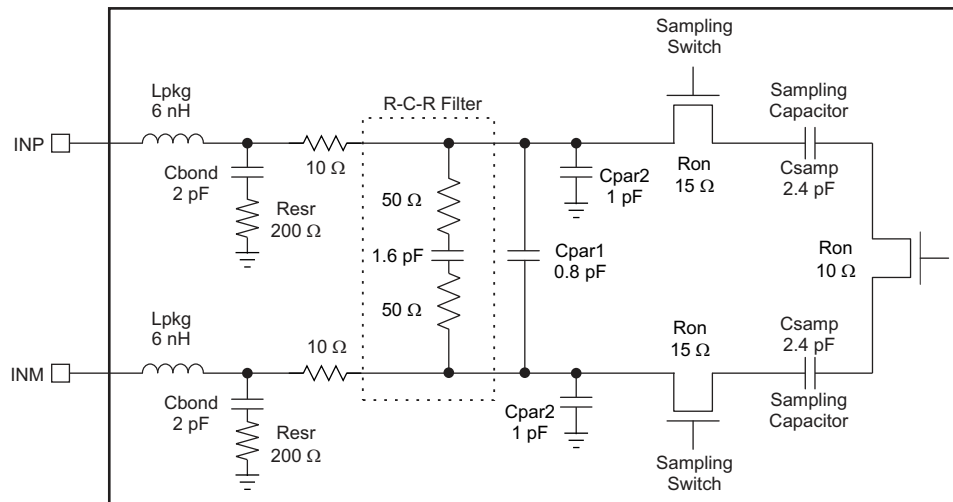 Sampling
Switch
Lpkg
6 nH
R-C-R Filter
Sampling
Capacitor
INP
10 Ω
Cbond
2 pF
Resr
200 Ω
50 Ω
1.6 pF
50 Ω
Cpar1
0.8 pF
Cpar2
1 pF
Ron
15 Ω
Csamp
2.4 pF
Ron
10 Ω
Lpkg
6 nH
10 Ω
Ron
15 Ω
Csamp
2.4 pF
INM
Cbond
2 pF
Resr
200 Ω
Cpar2
1 pF
Sampling
Capacitor
Sampling
Switch